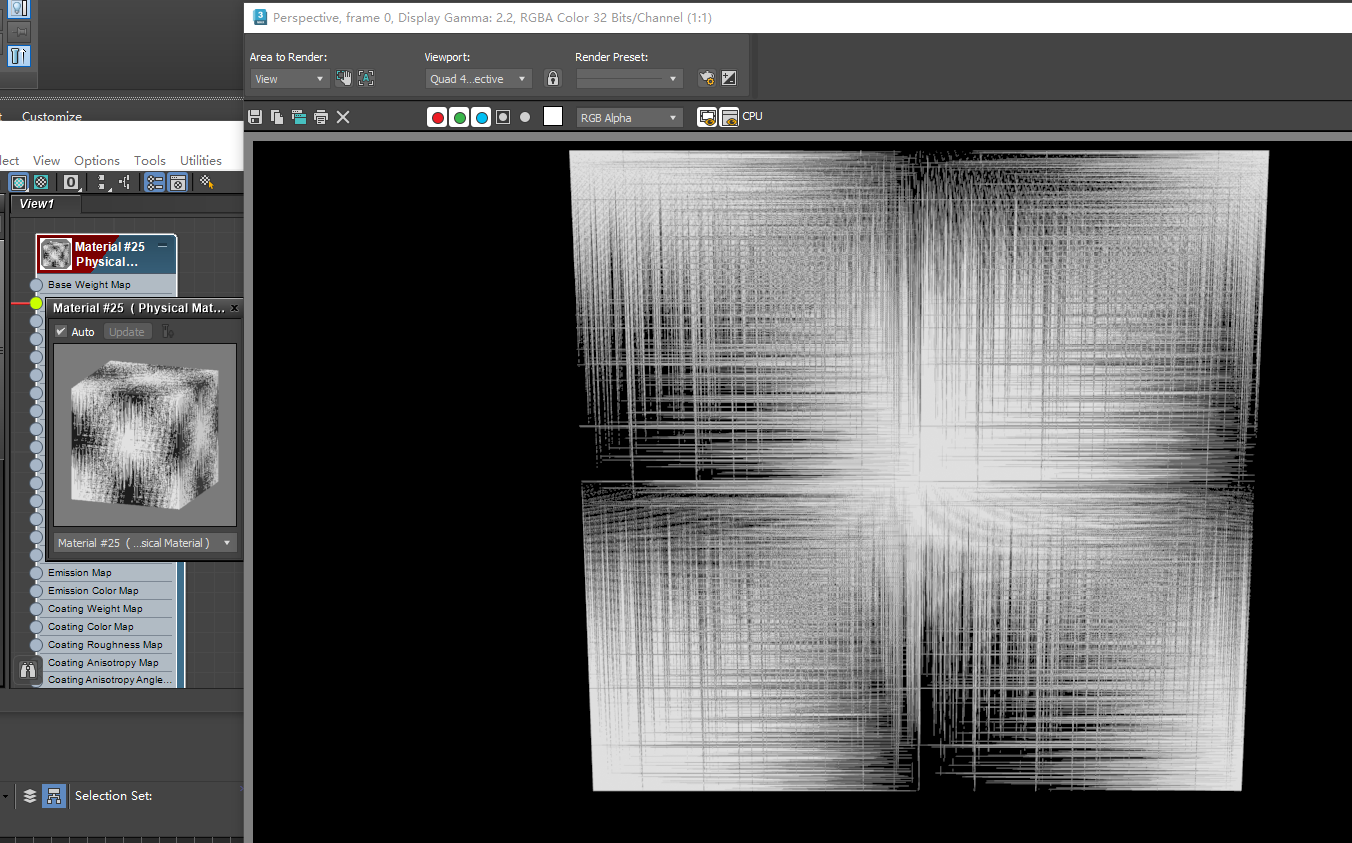 Perspective, frame 0, Display Gamma: 2.2, RGBA Color 32 Bits/Channel (1:1)
Area to Render:
Viewport:
Render Preset:
View
Quad 4...ective
Customize
RGB Alpha
CPU
lect View Options Tools Utilities
0
View1
Material #25
Physical...
Base Weight Map
Material #25 ( Physical Mat...
Auto
Update
Material #25 ( ...sical Material )
Emission Map
Emission Color Map
Coating Weight Map
Coating Color Map
Coating Roughness Map
Coating Anisotropy Map
Coating Anisotropy Angle...
Selection Set: